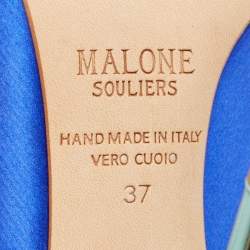 MALONE
SOULIERS
HAND MADE IN ITALY
VERO CUOIO
37